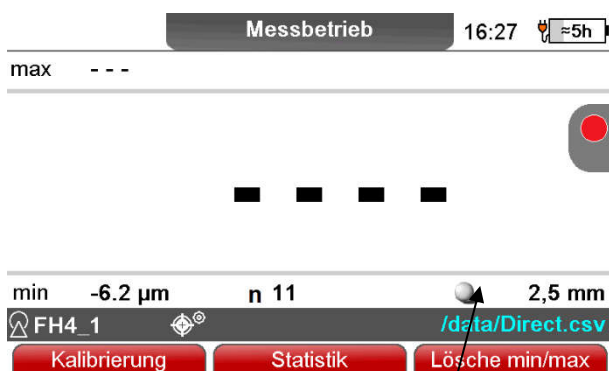 Messbetrieb 16:27 ≈5h
max - - -
- - - -
min -6.2 µm n 11 2,5 mm
FH4_1 /data/Direct.csv
Kalibrierung Statistik Lösche min/max